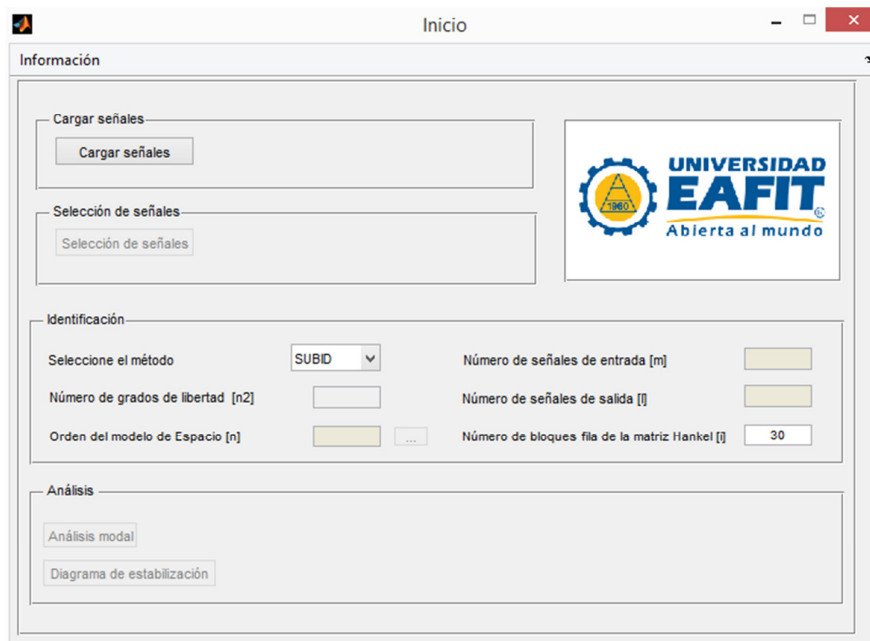 Inicio
Información
Cargar señales
Cargar señales
Selección de señales
Selección de señales
UNIVERSIDAD
EAFIT
Abierta al mundo
1960
Identificación
Seleccione el método
SUBID
Número de señales de entrada [m]
Número de grados de libertad [n2]
Número de señales de salida [l]
Orden del modelo de Espacio [n]
...
Número de bloques fila de la matriz Hankel [i]
30
Análisis
Análisis modal
Diagrama de estabilización